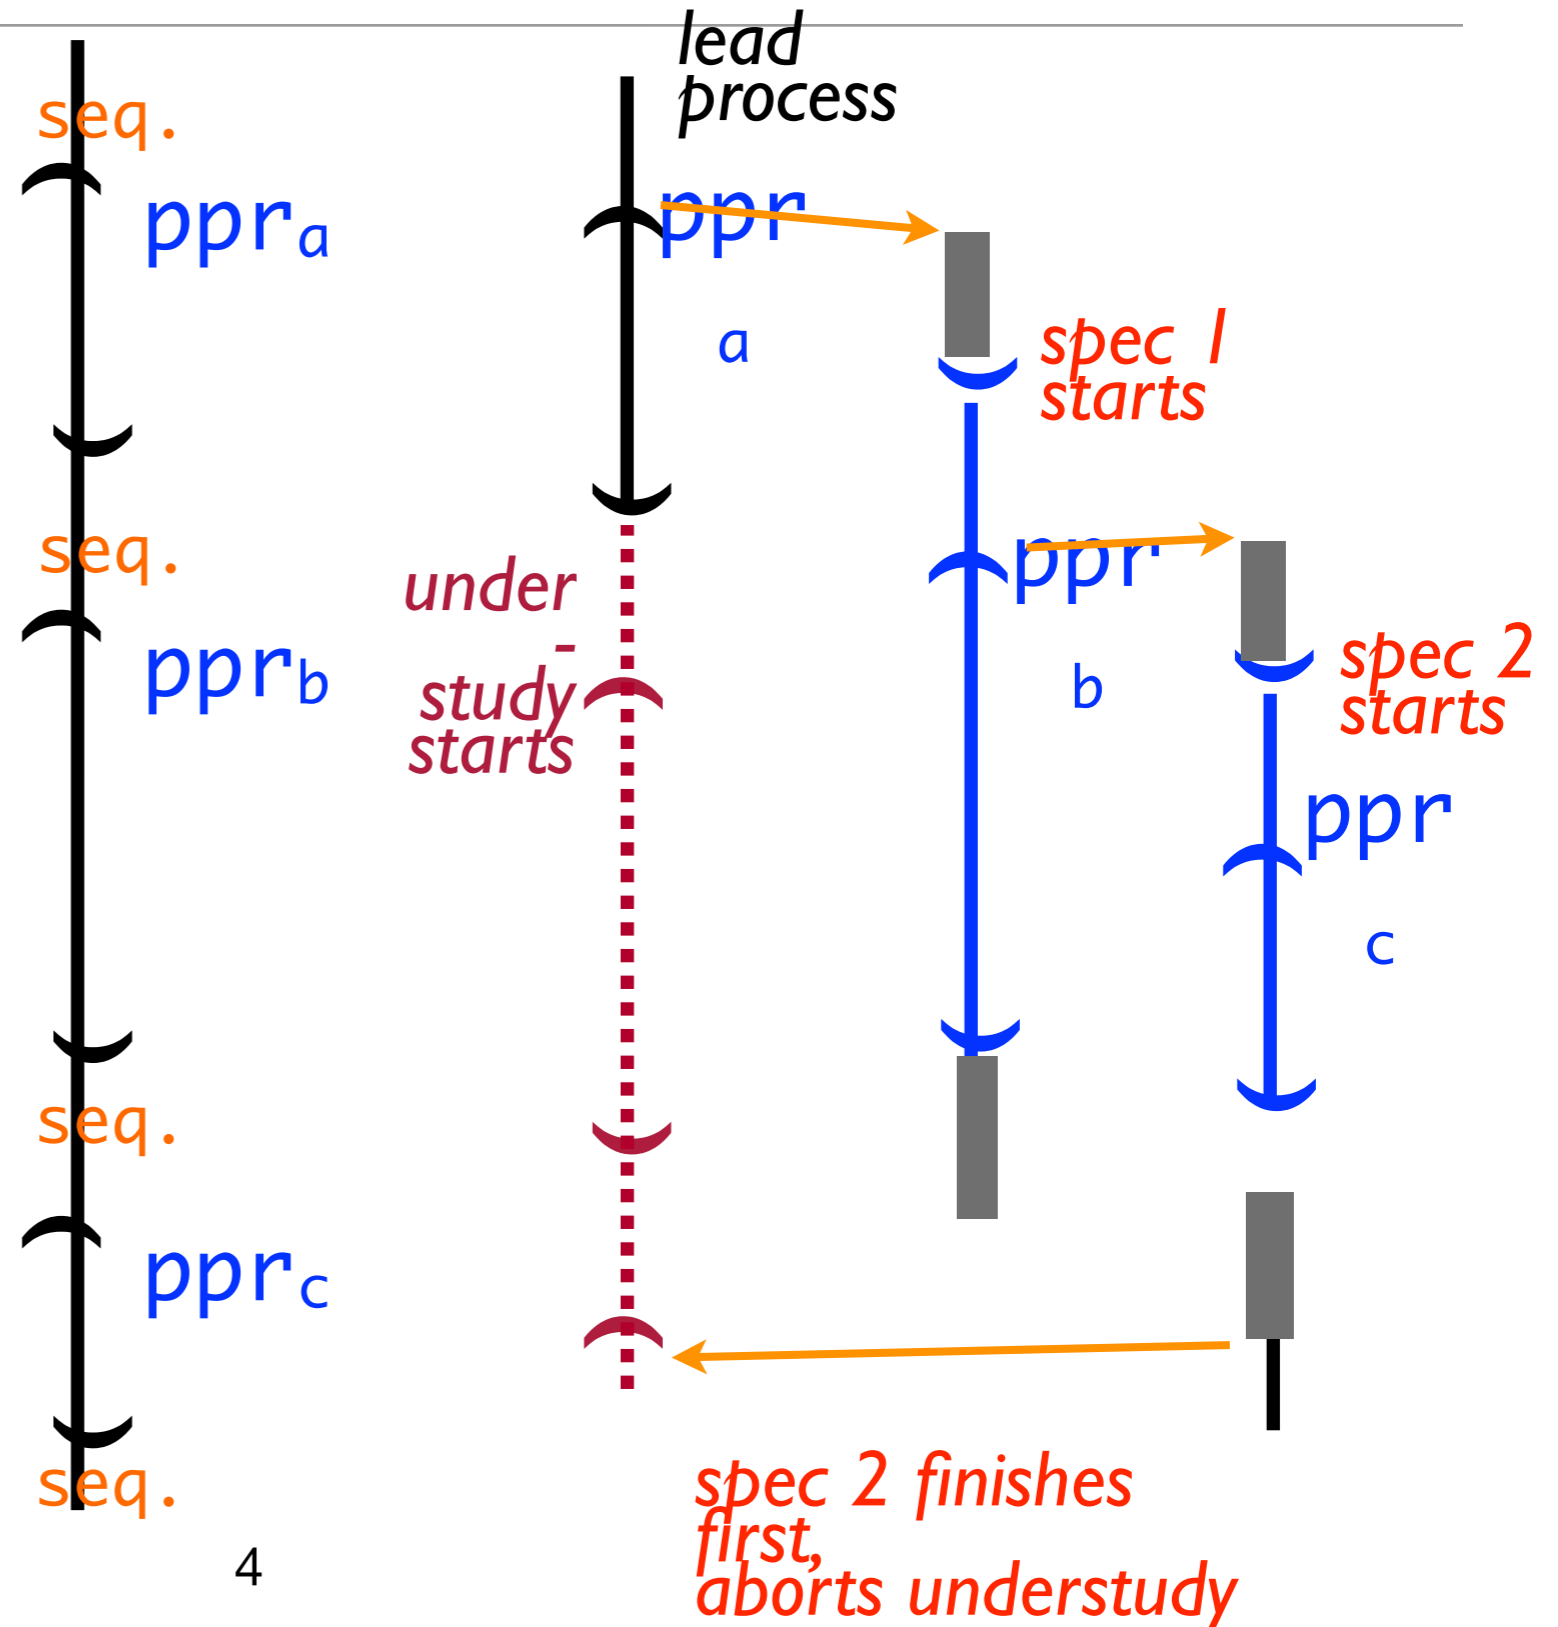 seq.
ppra
seq.
pprb
seq.
pprc
seq.
4
lead
process
ppr
a
under
-
study
starts
spec 1
starts
ppr
b
spec 2
starts
ppr
c
spec 2 finishes
first,
aborts understudy